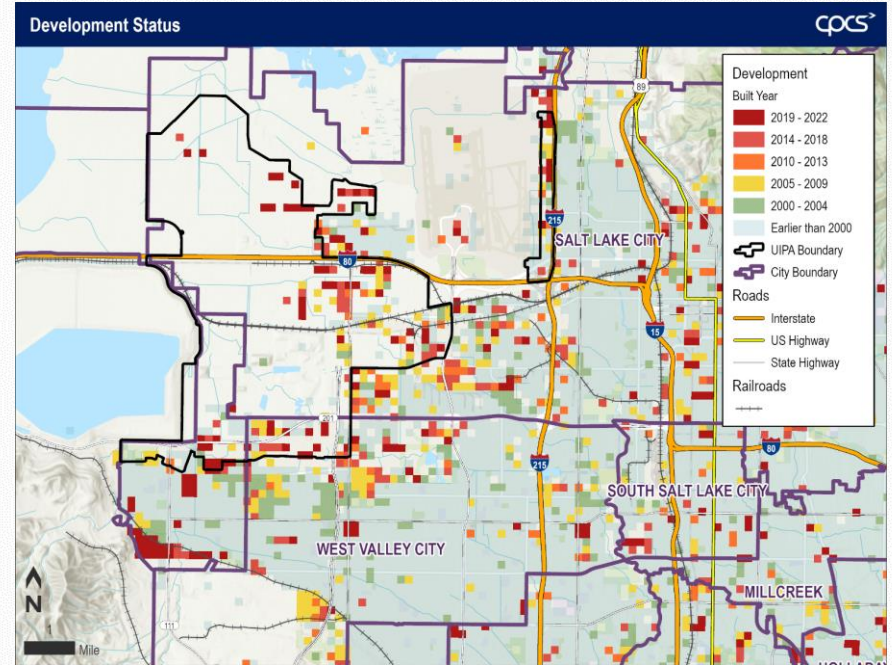 Development Status
cpcs
Development
Built Year
2019 - 2022
2014 - 2018
2010 - 2013
2005 - 2009
2000 - 2004
Earlier than 2000
UIPA Boundary
City Boundary
Roads
Interstate
US Highway
State Highway
Railroads
89
215
SALT LAKE CITY
80
15
80
215
SOUTH SALT LAKE CITY
WEST VALLEY CITY
MILLCREEK
N
111
1
Mile